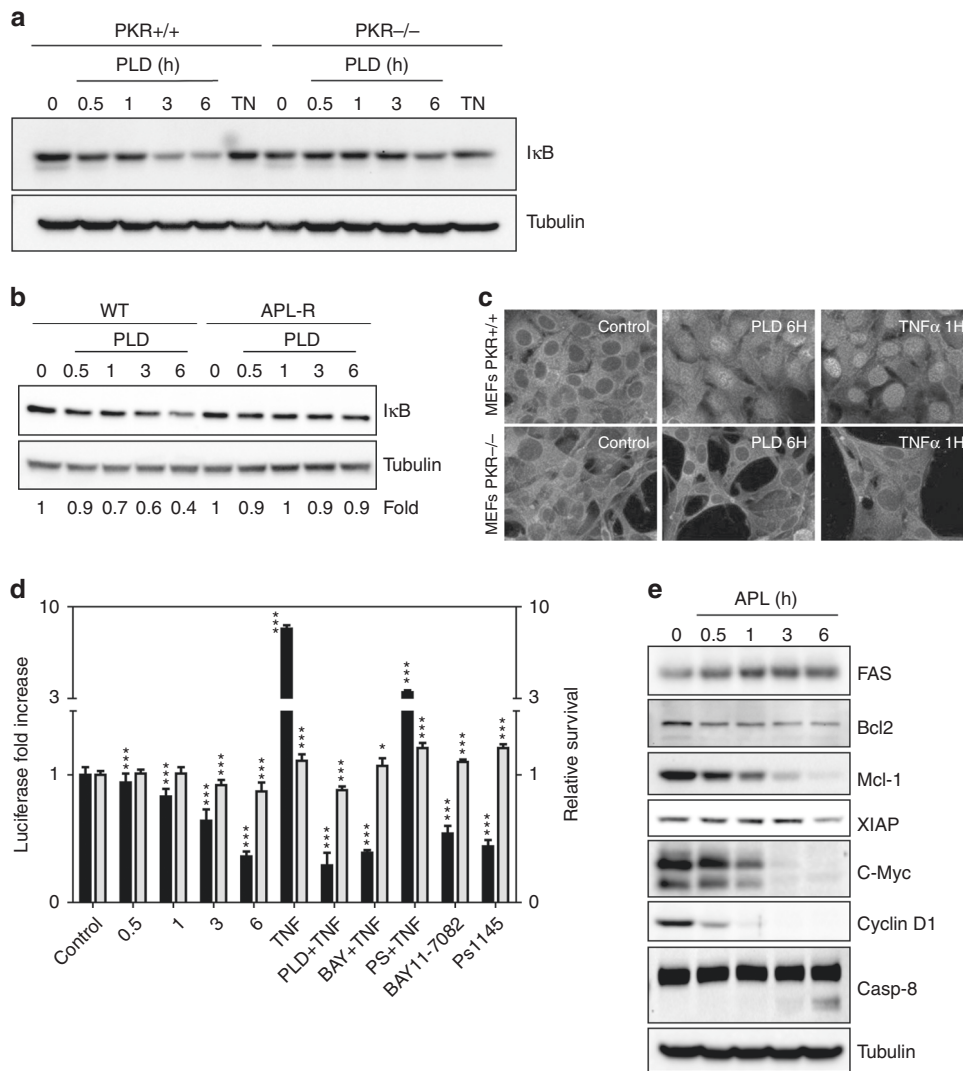 a
PKR+/+ PKR–/–
PLD (h) PLD (h)
0 0.5 1 3 6 TN 0 0.5 1 3 6 TN
IκB
Tubulin
b
WT APL-R
PLD PLD
0 0.5 1 3 6 0 0.5 1 3 6
IκB
Tubulin
1 0.9 0.7 0.6 0.4 1 0.9 1 0.9 0.9 Fold
c
MEFs PKR+/+
Control PLD 6H TNFα 1H
MEFs PKR–/–
Control PLD 6H TNFα 1H
d
Luciferase fold increase
10
3
1
0
*** *** *** *** *** *** *** *** *** *** *** * *** *** *** *** *** ***
10
3
1
0
Relative survival
Control 0.5 1 3 6 TNF PLD+TNF BAY+TNF PS+TNF BAY11-7082 Ps1145
e
APL (h)
0 0.5 1 3 6
FAS
Bcl2
Mcl-1
XIAP
C-Myc
Cyclin D1
Casp-8
Tubulin